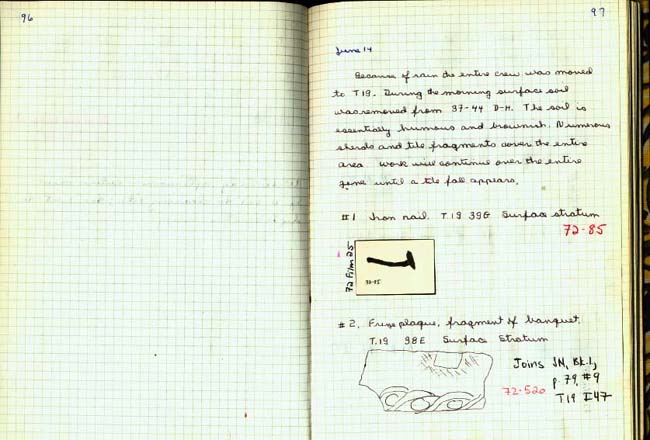 96
97
June 14
Because of rain the entire crew was moved
to T19. During the morning surface soil
was removed from 37-44 D-H. The soil is
essentially humous and brownish. Numerous
sherds and tile fragments cover the entire
area. Work will continue over the entire
until a tile fall appears.
#1 Iron nail. T.19 39G Surface stratum
72-85
72 Film 25
72-85
#2. Frieze plaque, fragment of banquet.
T.19 38E Surface Stratum
Joins JN, Bk.1,
p. 79, #9
72-520
T19 I47